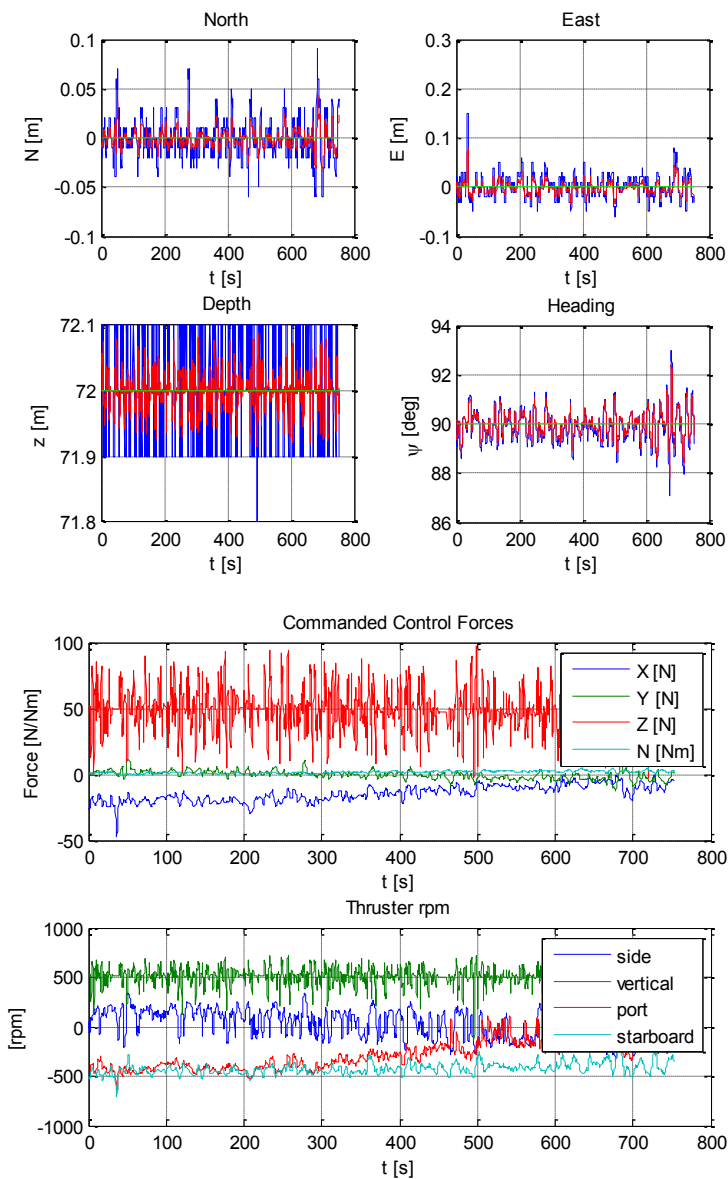 North
East
0.1
0.05
0
-0.05
-0.1
N [m]
0 200 400 600 800
t [s]
0.3
0.2
0.1
0
-0.1
E [m]
0 200 400 600 800
t [s]
Depth
Heading
72.1
72
71.9
71.8
z [m]
0 200 400 600 800
t [s]
94
92
90
88
86
ψ [deg]
0 200 400 600 800
t [s]
Commanded Control Forces
100
50
0
-50
Force [N/Nm]
X [N]
Y [N]
Z [N]
N [Nm]
0 100 200 300 400 500 600 700 800
t [s]
Thruster rpm
1000
500
0
-500
-1000
[rpm]
side
vertical
port
starboard
0 100 200 300 400 500 600 700 800
t [s]